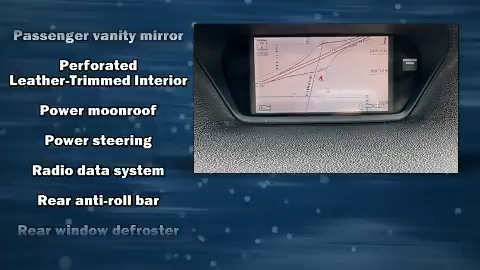 Passenger vanity mirror
Perforated
Leather-Trimmed Interior
Power moonroof
Power steering
Radio data system
Rear anti-roll bar
Rear window defroster